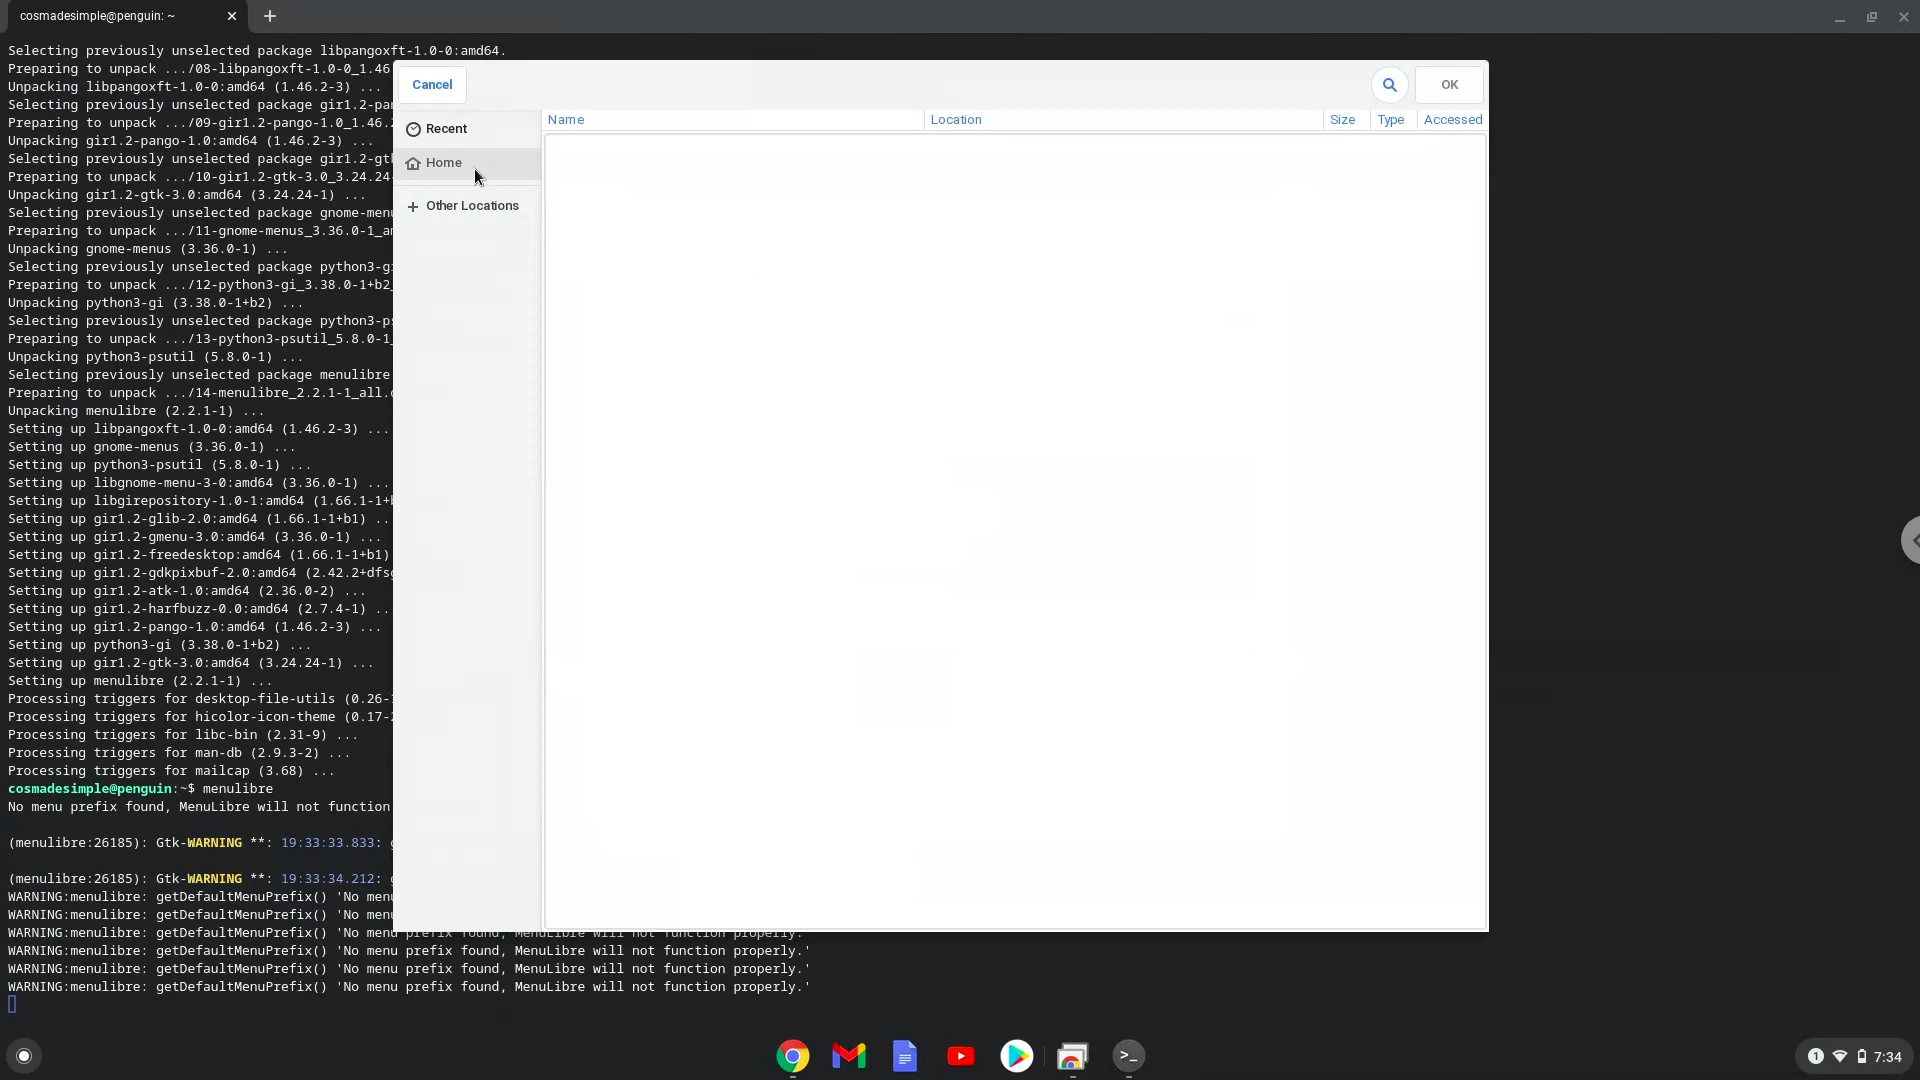 cosmadesimple@penguin: ~
Selecting previously unselected package libpangoxft-1.0-0:amd64.
Preparing to unpack .../08-libpangoxft-1.0-0_1.46
Unpacking libpangoxft-1.0-0:amd64 (1.46.2-3) ...
Selecting previously unselected package gir1.2-pan
Preparing to unpack .../09-gir1.2-pango-1.0_1.46.2
Unpacking gir1.2-pango-1.0:amd64 (1.46.2-3) ...
Selecting previously unselected package gir1.2-gtk
Preparing to unpack .../10-gir1.2-gtk-3.0_3.24.24-
Unpacking gir1.2-gtk-3.0:amd64 (3.24.24-1) ...
Selecting previously unselected package gnome-menu
Preparing to unpack .../11-gnome-menus_3.36.0-1_am
Unpacking gnome-menus (3.36.0-1) ...
Selecting previously unselected package python3-gi
Preparing to unpack .../12-python3-gi_3.38.0-1+b2_
Unpacking python3-gi (3.38.0-1+b2) ...
Selecting previously unselected package python3-ps
Preparing to unpack .../13-python3-psutil_5.8.0-1_
Unpacking python3-psutil (5.8.0-1) ...
Selecting previously unselected package menulibre
Preparing to unpack .../14-menulibre_2.2.1-1_all.d
Unpacking menulibre (2.2.1-1) ...
Setting up libpangoxft-1.0-0:amd64 (1.46.2-3) ...
Setting up gnome-menus (3.36.0-1) ...
Setting up python3-psutil (5.8.0-1) ...
Setting up libgnome-menu-3-0:amd64 (3.36.0-1) ...
Setting up libgirepository-1.0-1:amd64 (1.66.1-1+b
Setting up gir1.2-glib-2.0:amd64 (1.66.1-1+b1) ..
Setting up gir1.2-gmenu-3.0:amd64 (3.36.0-1) ...
Setting up gir1.2-freedesktop:amd64 (1.66.1-1+b1)
Setting up gir1.2-gdkpixbuf-2.0:amd64 (2.42.2+dfsg
Setting up gir1.2-atk-1.0:amd64 (2.36.0-2) ...
Setting up gir1.2-harfbuzz-0.0:amd64 (2.7.4-1) ..
Setting up gir1.2-pango-1.0:amd64 (1.46.2-3) ...
Setting up python3-gi (3.38.0-1+b2) ...
Setting up gir1.2-gtk-3.0:amd64 (3.24.24-1) ...
Setting up menulibre (2.2.1-1) ...
Processing triggers for desktop-file-utils (0.26-
Processing triggers for hicolor-icon-theme (0.17-2
Processing triggers for libc-bin (2.31-9) ...
Processing triggers for man-db (2.9.3-2) ...
Processing triggers for mailcap (3.68) ...
cosmadesimple@penguin:~$ menulibre
No menu prefix found, MenuLibre will not function
(menulibre:26185): Gtk-WARNING **: 19:33:33.833: g
(menulibre:26185): Gtk-WARNING **: 19:33:34.212: g
WARNING:menulibre: getDefaultMenuPrefix() 'No menu
WARNING:menulibre: getDefaultMenuPrefix() 'No menu
WARNING:menulibre: getDefaultMenuPrefix() 'No menu prefix found, MenuLibre will not function properly.'
WARNING:menulibre: getDefaultMenuPrefix() 'No menu prefix found, MenuLibre will not function properly.'
WARNING:menulibre: getDefaultMenuPrefix() 'No menu prefix found, MenuLibre will not function properly.'
WARNING:menulibre: getDefaultMenuPrefix() 'No menu prefix found, MenuLibre will not function properly.'
Cancel
OK
Recent
Home
Other Locations
Name Location Size Type Accessed
1 7:34